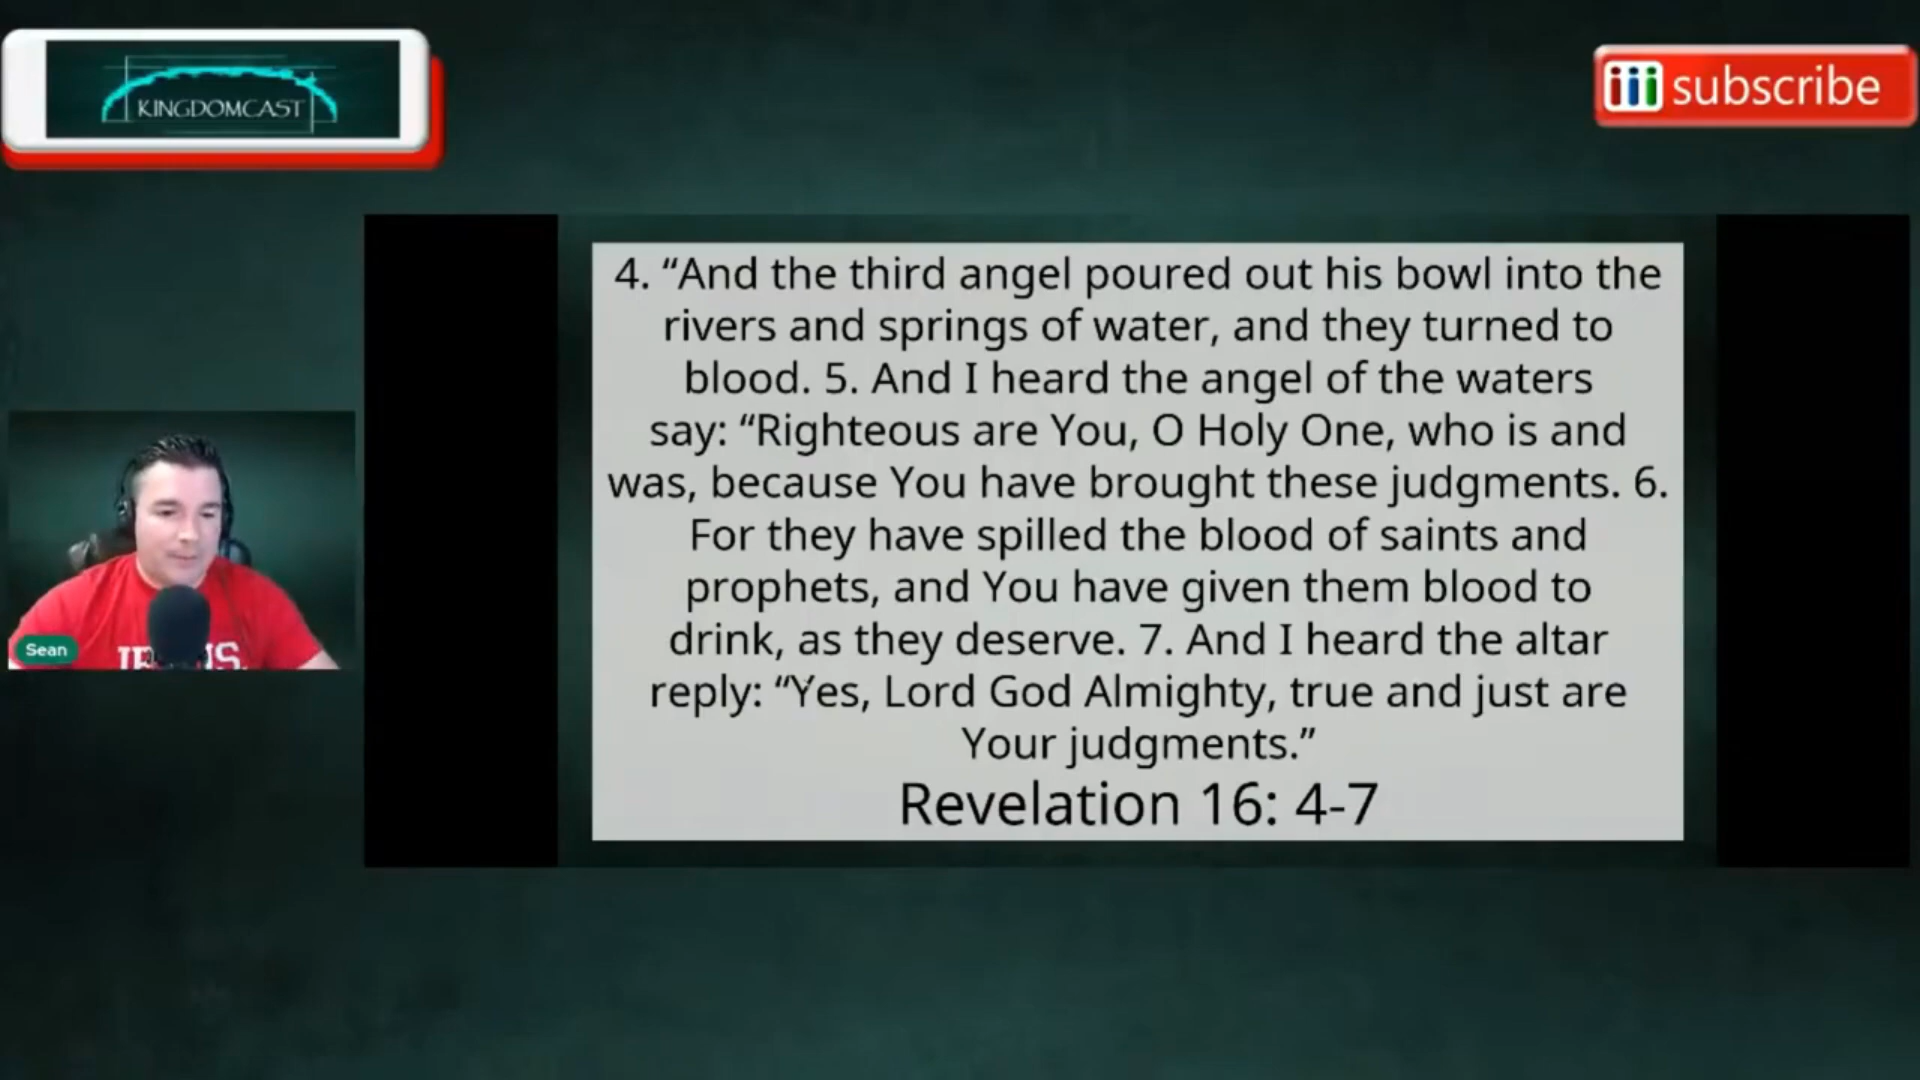 KINGDOMCAST
subscribe
4. “And the third angel poured out his bowl into the
rivers and springs of water, and they turned to
blood. 5. And I heard the angel of the waters
say: “Righteous are You, O Holy One, who is and
was, because You have brought these judgments. 6.
For they have spilled the blood of saints and
prophets, and You have given them blood to
drink, as they deserve. 7. And I heard the altar
reply: “Yes, Lord God Almighty, true and just are
Your judgments.”
Revelation 16: 4-7
Sean